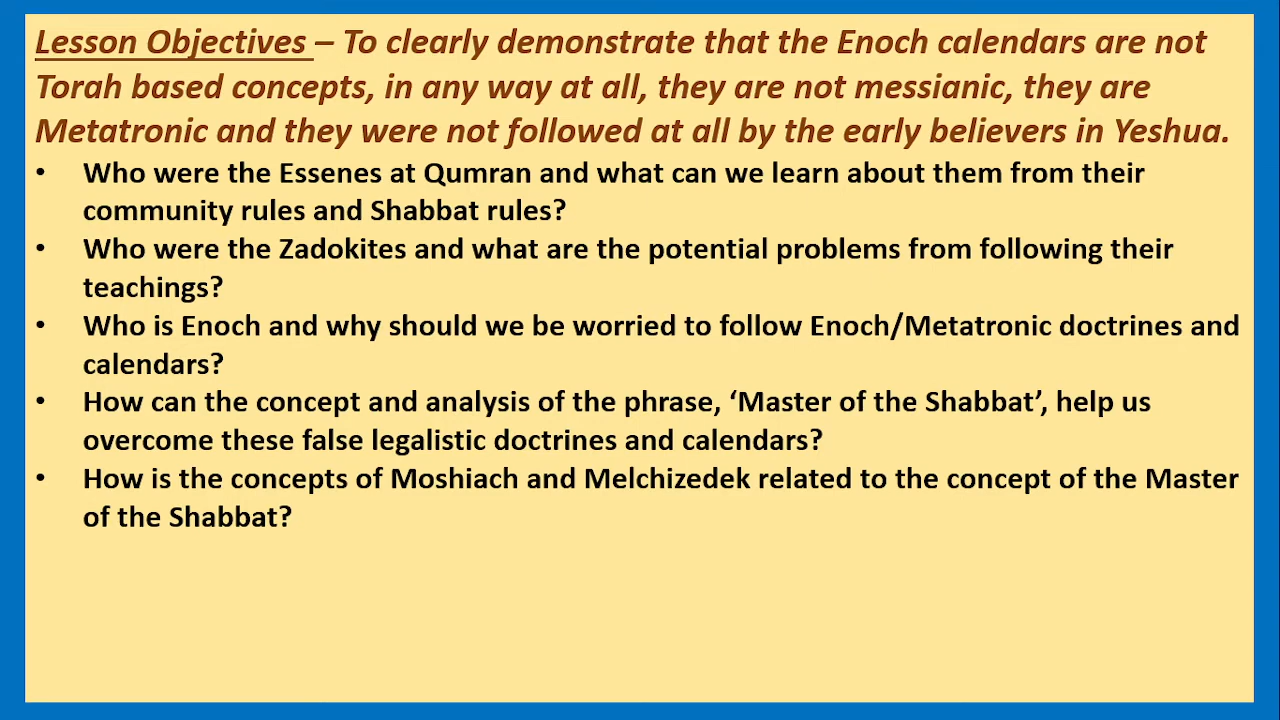 Lesson Objectives – To clearly demonstrate that the Enoch calendars are not
Torah based concepts, in any way at all, they are not messianic, they are
Metatronic and they were not followed at all by the early believers in Yeshua.
• Who were the Essenes at Qumran and what can we learn about them from their
community rules and Shabbat rules?
• Who were the Zadokites and what are the potential problems from following their
teachings?
• Who is Enoch and why should we be worried to follow Enoch/Metatronic doctrines and
calendars?
• How can the concept and analysis of the phrase, ‘Master of the Shabbat’, help us
overcome these false legalistic doctrines and calendars?
• How is the concepts of Moshiach and Melchizedek related to the concept of the Master
of the Shabbat?